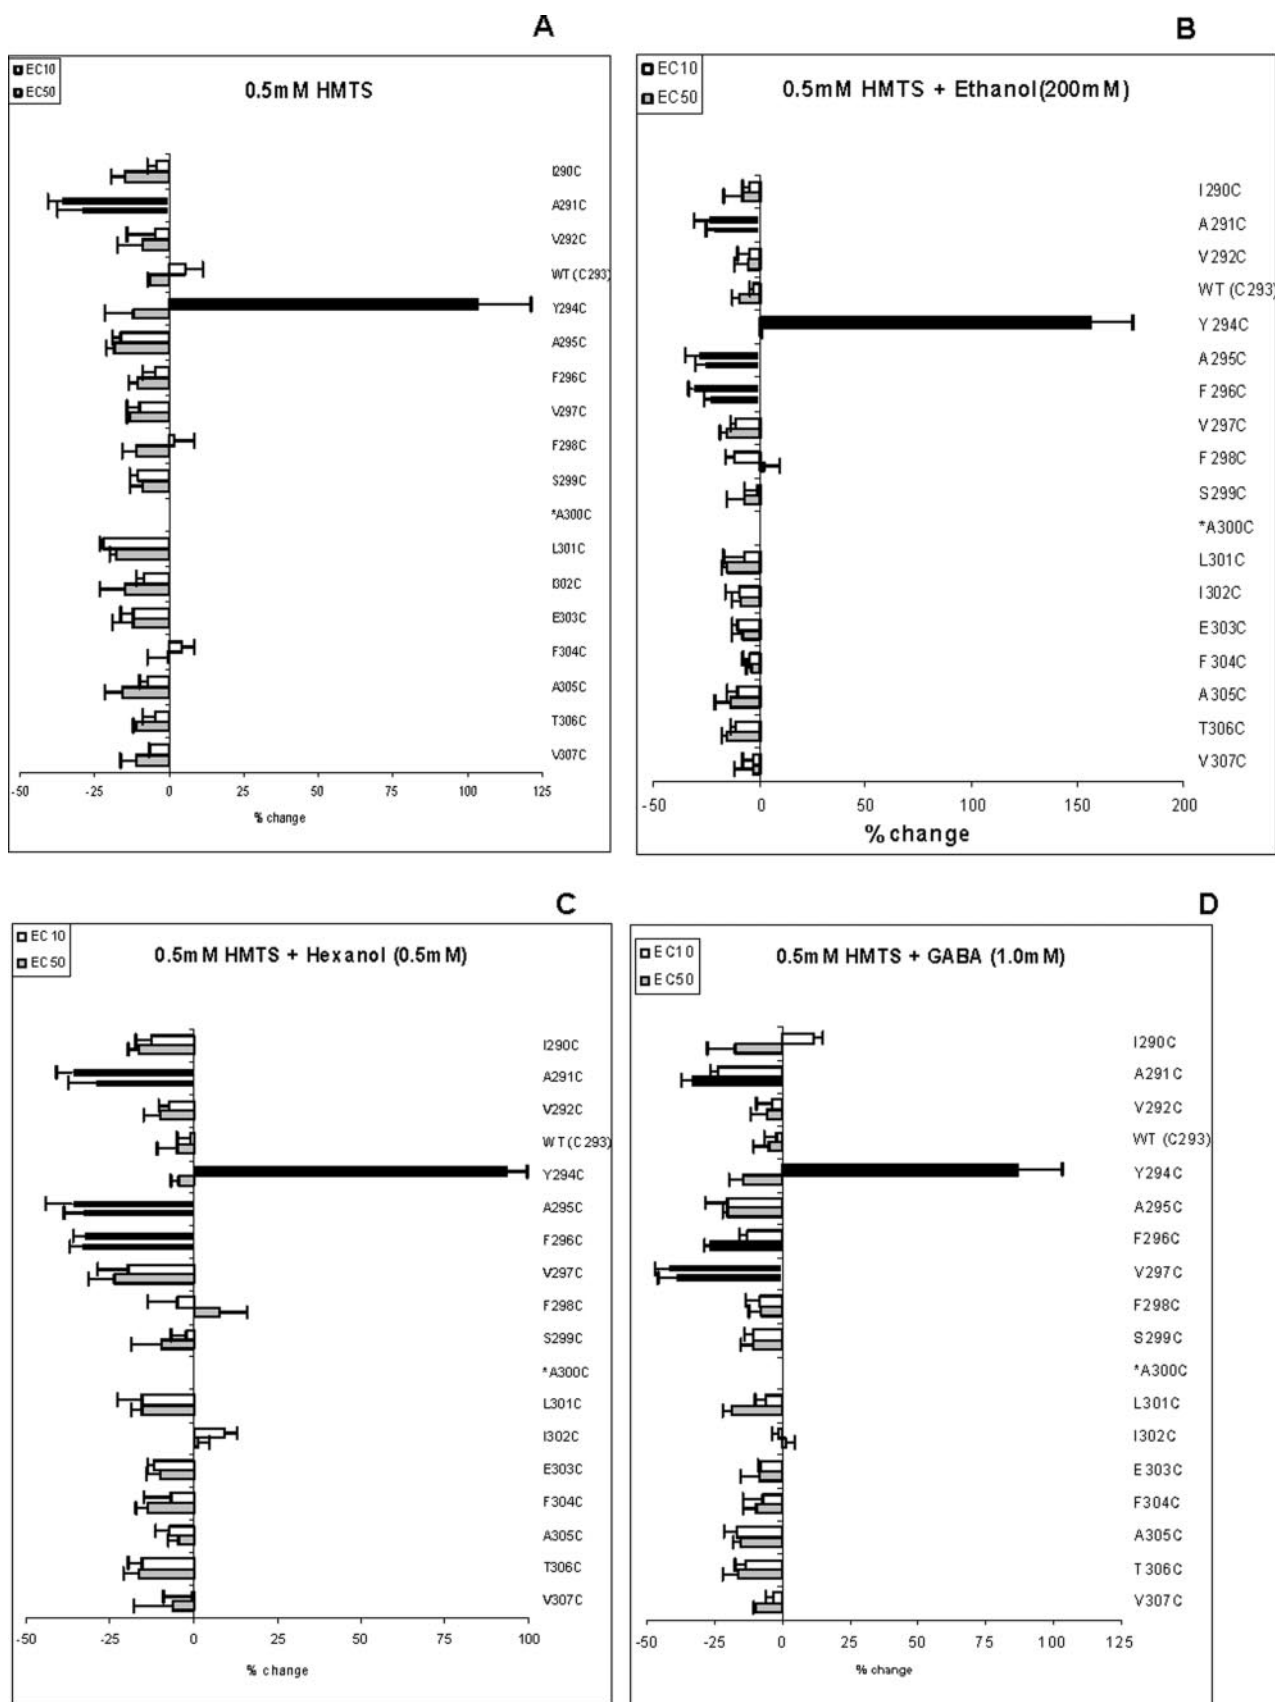 A
EC10
EC50
0.5mM HMTS
I290C
A291C
V292C
WT (C293)
Y294C
A295C
F296C
V297C
F298C
S299C
*A300C
L301C
I302C
E303C
F304C
A305C
T306C
V307C
-50 -25 0 25 50 75 100 125
% change
B
EC10
EC50
0.5mM HMTS + Ethanol(200mM)
I290C
A291C
V292C
WT (C293)
Y294C
A295C
F296C
V297C
F298C
S299C
*A300C
L301C
I302C
E303C
F304C
A305C
T306C
V307C
-50 0 50 100 150 200
% change
C
EC10
EC50
0.5mM HMTS + Hexanol (0.5mM)
I290C
A291C
V292C
WT (C293)
Y294C
A295C
F296C
V297C
F298C
S299C
*A300C
L301C
I302C
E303C
F304C
A305C
T306C
V307C
-50 -25 0 25 50 75 100
% change
D
EC10
EC50
0.5mM HMTS + GABA (1.0mM)
I290C
A291C
V292C
WT (C293)
Y294C
A295C
F296C
V297C
F298C
S299C
*A300C
L301C
I302C
E303C
F304C
A305C
T306C
V307C
-50 -25 0 25 50 75 100 125
% change